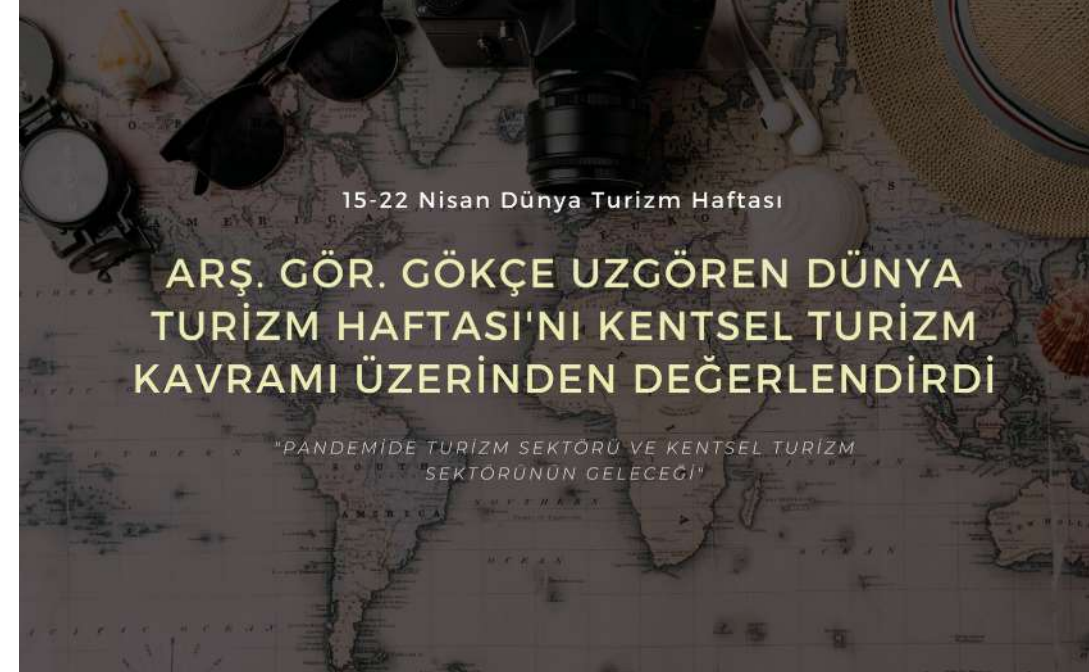 15-22 Nisan Dünya Turizm Haftası
ARŞ. GÖR. GÖKÇE UZGÖREN DÜNYA
TURİZM HAFTASI'NI KENTSEL TURİZM
KAVRAMI ÜZERİNDEN DEĞERLENDİRDİ
"PANDEMİDE TURİZM SEKTÖRÜ VE KENTSEL TURİZM
SEKTÖRÜNÜN GELECEĞİ"